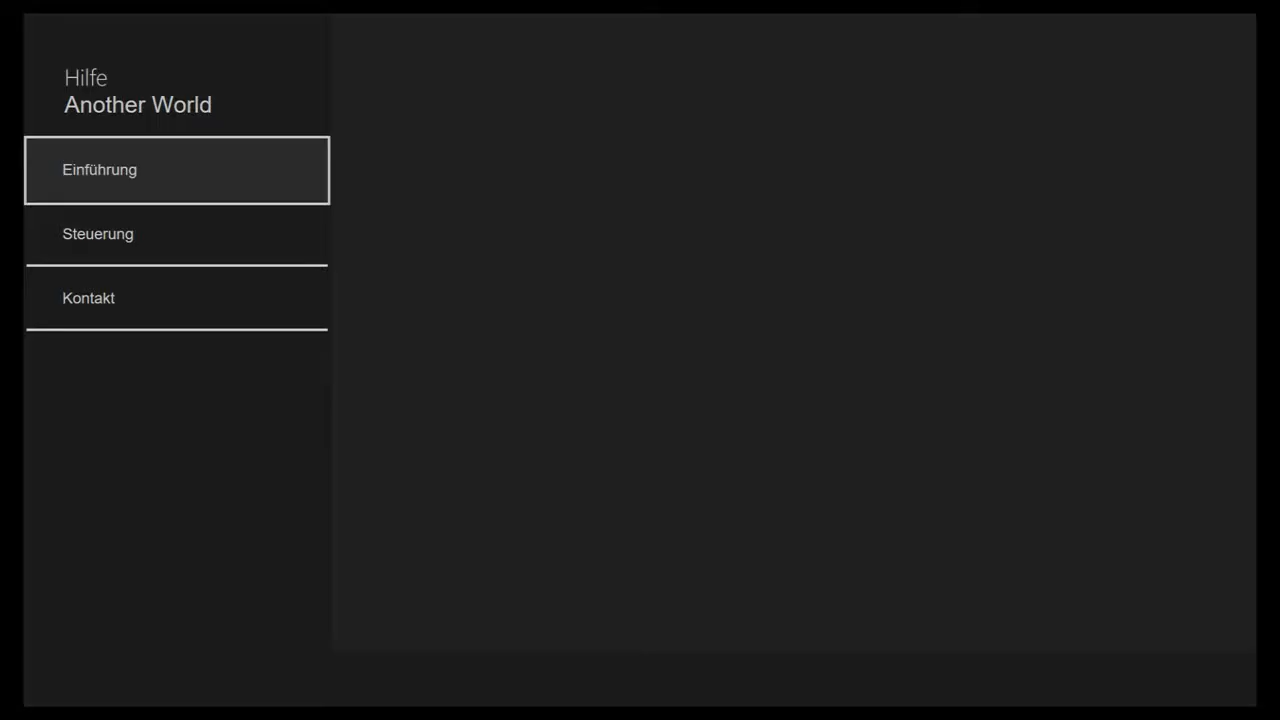 Hilfe
Another World
Einführung
Steuerung
Kontakt